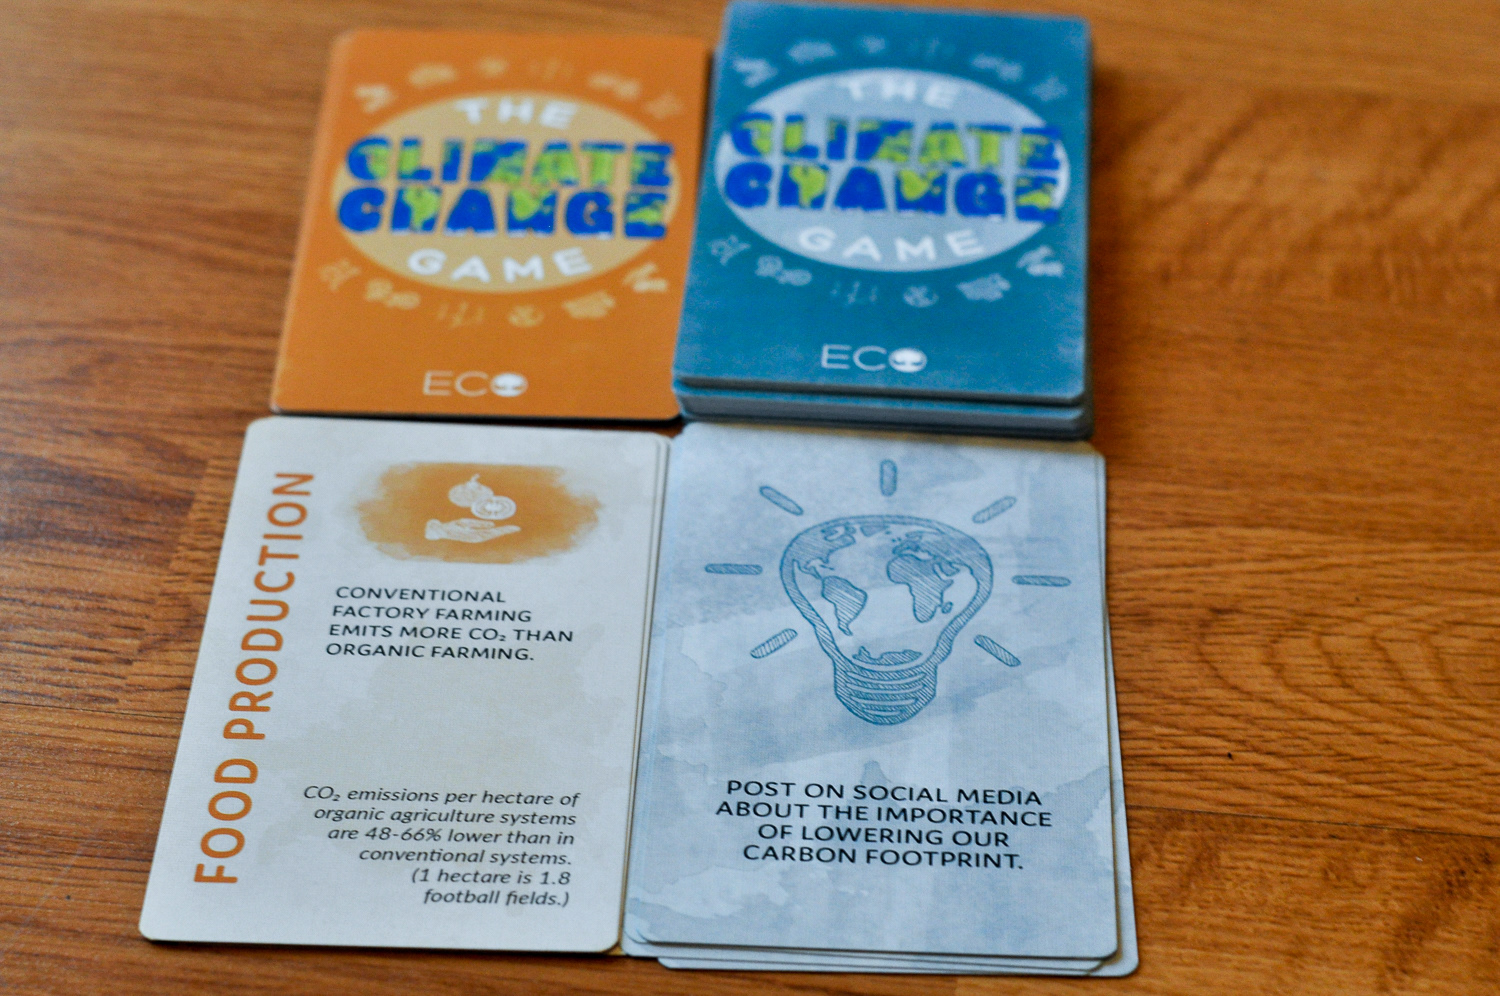 THE
CLIMATE
CHANGE
GAME
ECO
THE
CLIMATE
CHANGE
GAME
ECO
FOOD PRODUCTION
CONVENTIONAL
FACTORY FARMING
EMITS MORE CO₂ THAN
ORGANIC FARMING.
CO₂ emissions per hectare of
organic agriculture systems
are 48-66% lower than in
conventional systems.
(1 hectare is 1.8
football fields.)
POST ON SOCIAL MEDIA
ABOUT THE IMPORTANCE
OF LOWERING OUR
CARBON FOOTPRINT.